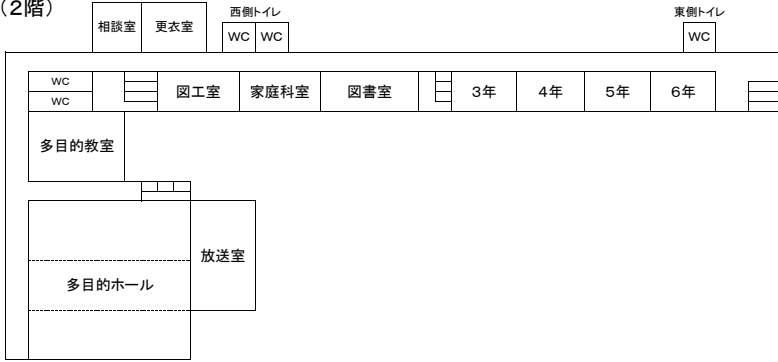 (2階)
相談室
更衣室
西側トイレ
WC
WC
東側トイレ
WC
WC
WC
図工室
家庭科室
図書室
3年
4年
5年
6年
多目的教室
放送室
多目的ホール